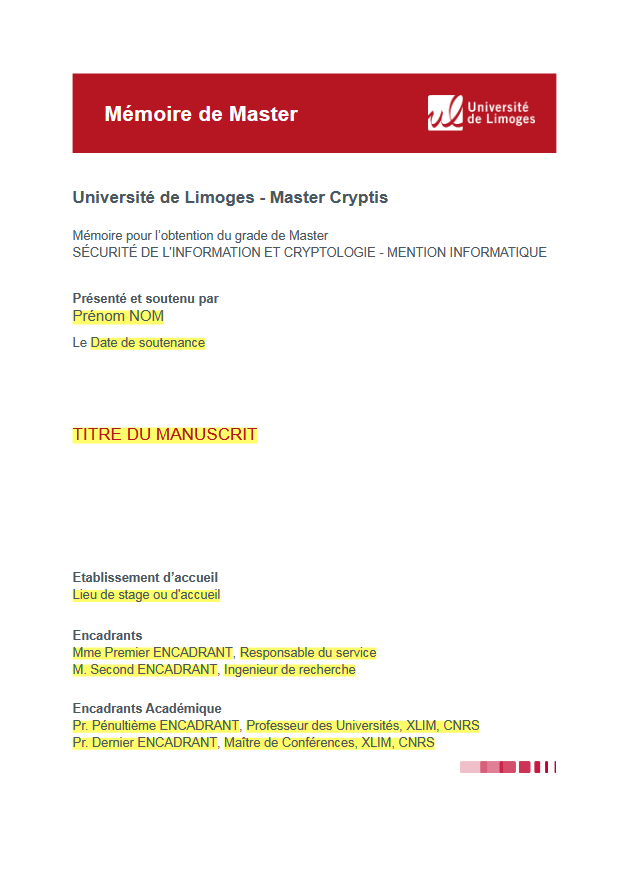 Mémoire de Master
Université
de Limoges
Université de Limoges - Master Cryptis
Mémoire pour l'obtention du grade de Master
SÉCURITÉ DE L'INFORMATION ET CRYPTOLOGIE - MENTION INFORMATIQUE
Présenté et soutenu par
Prénom NOM
Le Date de soutenance
TITRE DU MANUSCRIT
Etablissement d'accueil
Lieu de stage ou d'accueil
Encadrants
Mme Premier ENCADRANT, Responsable du service
M. Second ENCADRANT, Ingenieur de recherche
Encadrants Académique
Pr. Pénultième ENCADRANT, Professeur des Universités, XLIM, CNRS
Pr. Dernier ENCADRANT, Maître de Conférences, XLIM, CNRS